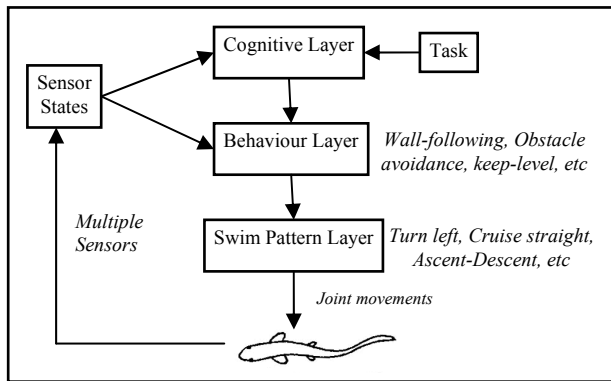 Cognitive Layer
Task
Sensor
States
Behaviour Layer
Wall-following, Obstacle
avoidance, keep-level, etc
Multiple
Sensors
Swim Pattern Layer
Turn left, Cruise straight,
Ascent-Descent, etc
Joint movements